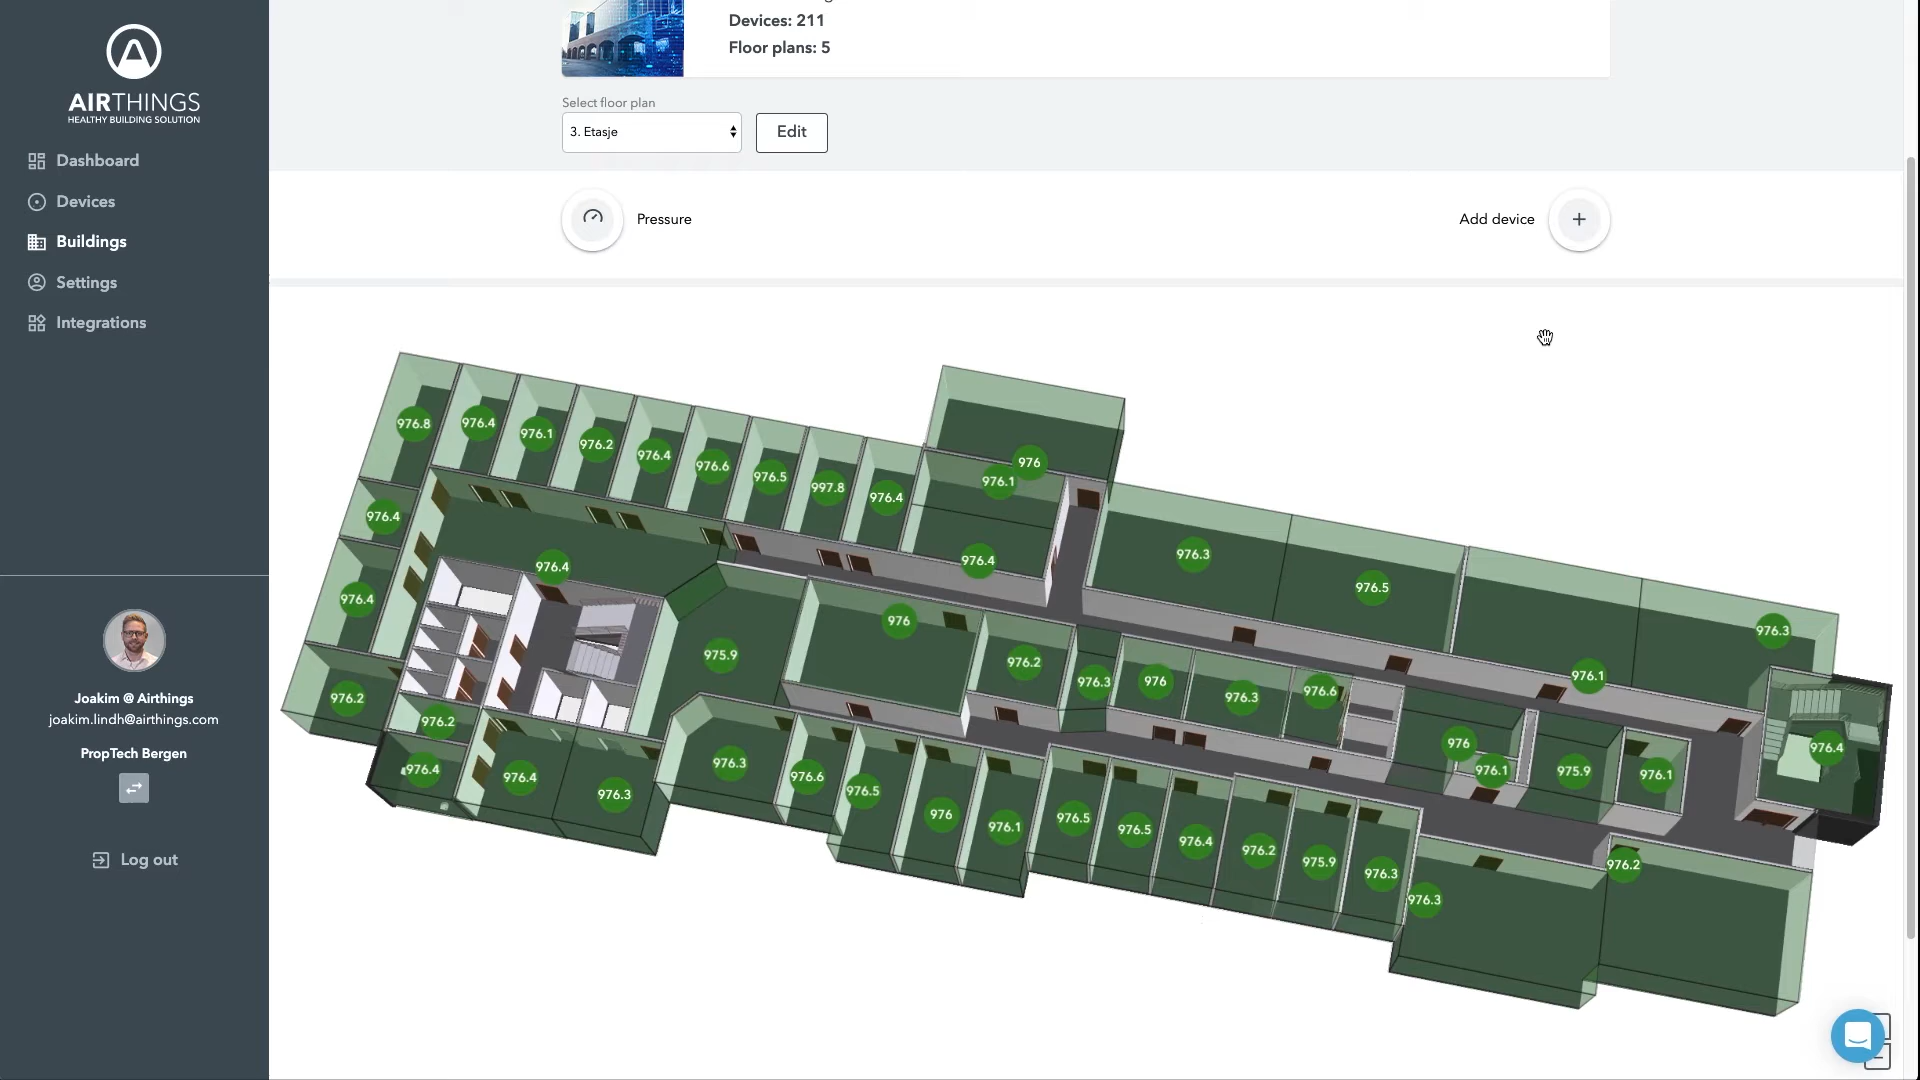 Devices: 211
Floor plans: 5
AIRTHINGS
HEALTHY BUILDING SOLUTION
Select floor plan
3. Etasje
Edit
Dashboard
Devices
Buildings
Settings
Integrations
Pressure
Add device
976.8
976.4
976.1
976.2
976.4
976.6
976.5
997.8
976.4
976
976.1
976.4
976.4
976.4
976.3
976.5
976.4
976
975.9
976.2
976.3
976
976.3
976.6
976.1
976.3
976.2
976.2
976.4
976.4
976.3
976.3
976.6
976.5
976
976.1
976.5
976.5
976.4
976.2
975.9
976.3
976.3
976
976.1
975.9
976.1
976.4
976.2
Joakim @ Airthings
joakim.lindh@airthings.com
PropTech Bergen
Log out